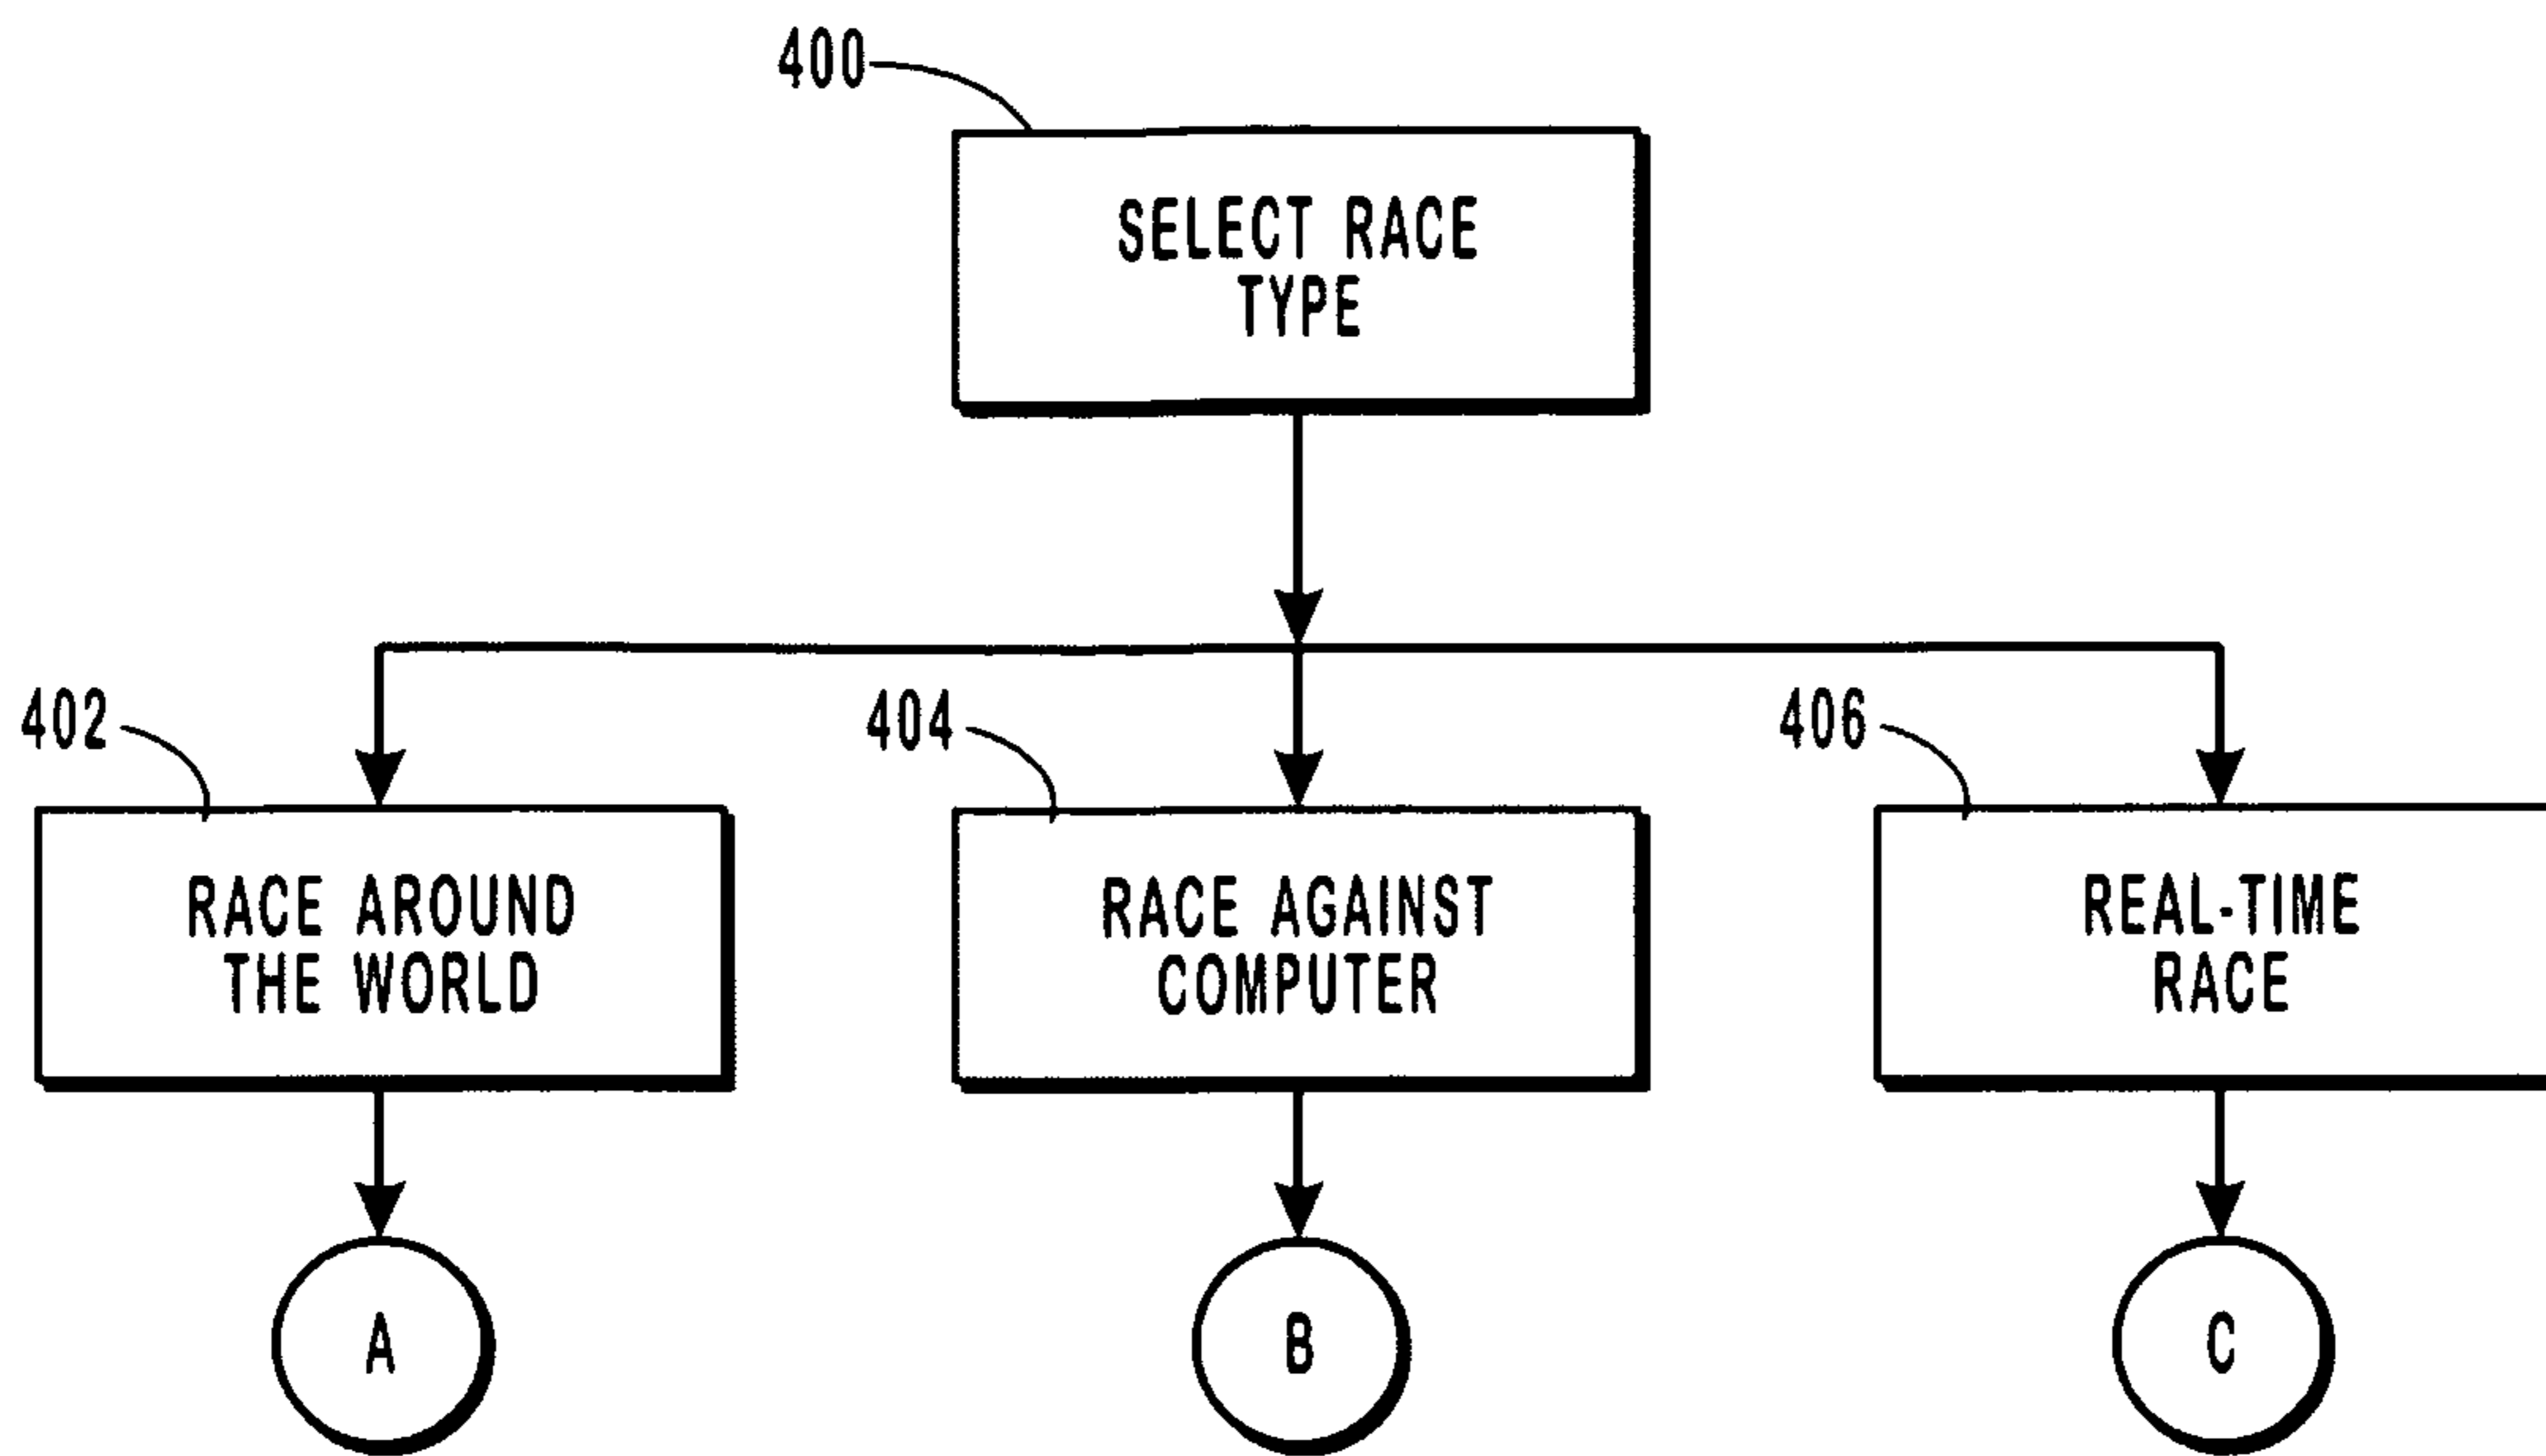 400
SELECT RACE
TYPE
402
404
406
RACE AROUND
THE WORLD
RACE AGAINST
COMPUTER
REAL-TIME
RACE
A
B
C